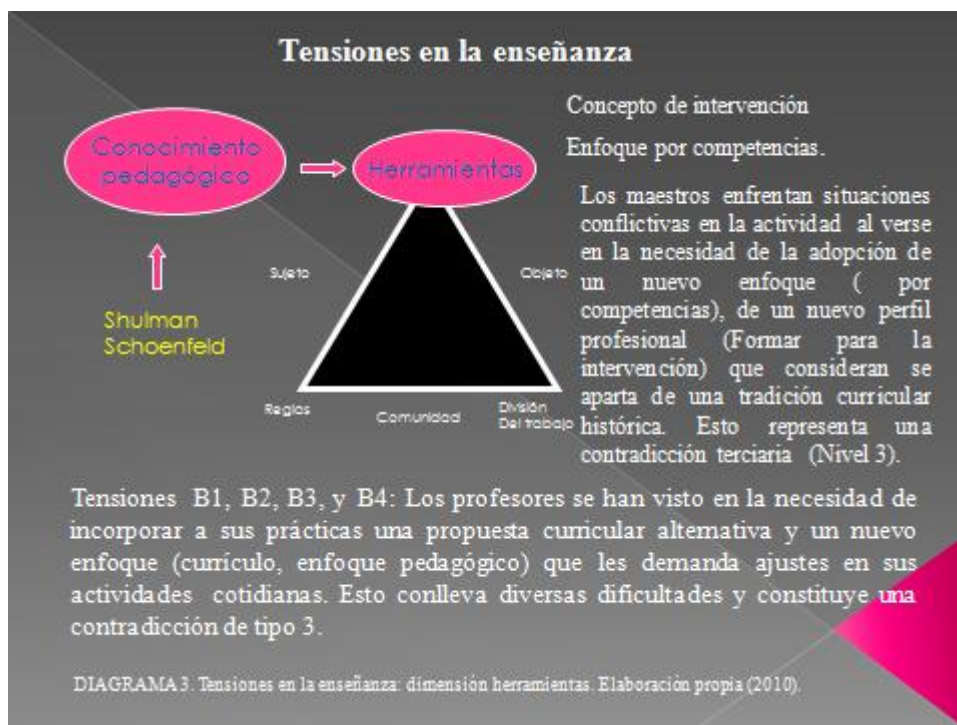 Tensiones en la enseñanza
Concepto de intervención
Enfoque por competencias.
Conocimiento
pedagógico
Herramientas
Los maestros enfrentan situaciones
conflictivas en la actividad al verse
en la necesidad de la adopción de
un nuevo enfoque ( por
competencias), de un nuevo perfil
profesional (Formar para la
intervención) que consideran se
aparta de una tradición curricular
histórica. Esto representa una
contradicción terciaria (Nivel 3).
Sujeto
Objeto
Shulman
Schoenfeld
Reglas
Comunidad
División
Del trabajo
Tensiones B1, B2, B3, y B4: Los profesores se han visto en la necesidad de
incorporar a sus prácticas una propuesta curricular alternativa y un nuevo
enfoque (currículo, enfoque pedagógico) que les demanda ajustes en sus
actividades cotidianas. Esto conlleva diversas dificultades y constituye una
contradicción de tipo 3.
DIAGRAMA 3. Tensiones en la enseñanza: dimensión herramientas. Elaboración propia (2010).